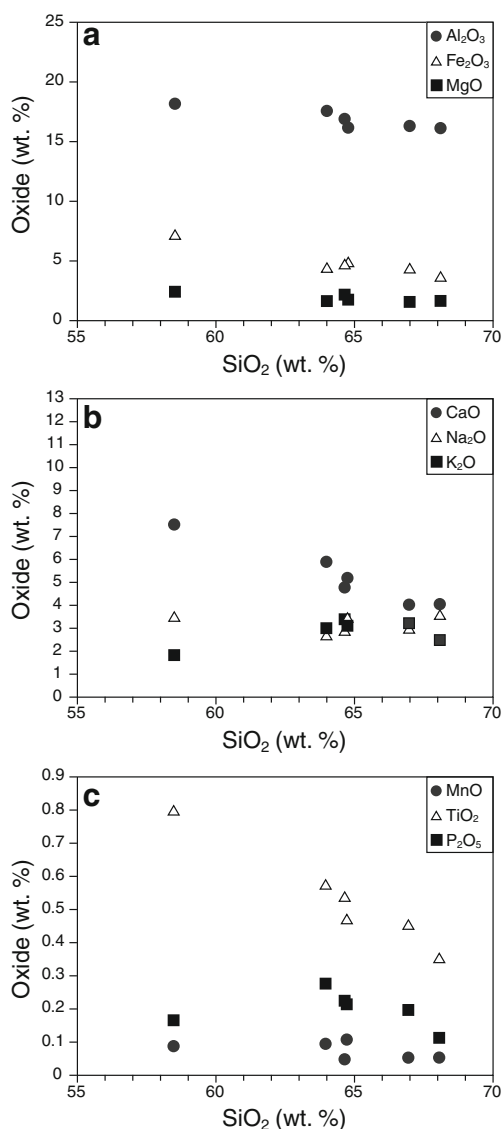 a
Al₂O₃
Fe₂O₃
MgO
Oxide (wt. %)
25
20
15
10
5
0
55 60 65 70
SiO₂ (wt. %)
b
CaO
Na₂O
K₂O
Oxide (wt. %)
13
12
11
10
9
8
7
6
5
4
3
2
1
0
55 60 65 70
SiO₂ (wt. %)
c
MnO
TiO₂
P₂O₅
Oxide (wt. %)
0.9
0.8
0.7
0.6
0.5
0.4
0.3
0.2
0.1
0
55 60 65 70
SiO₂ (wt. %)